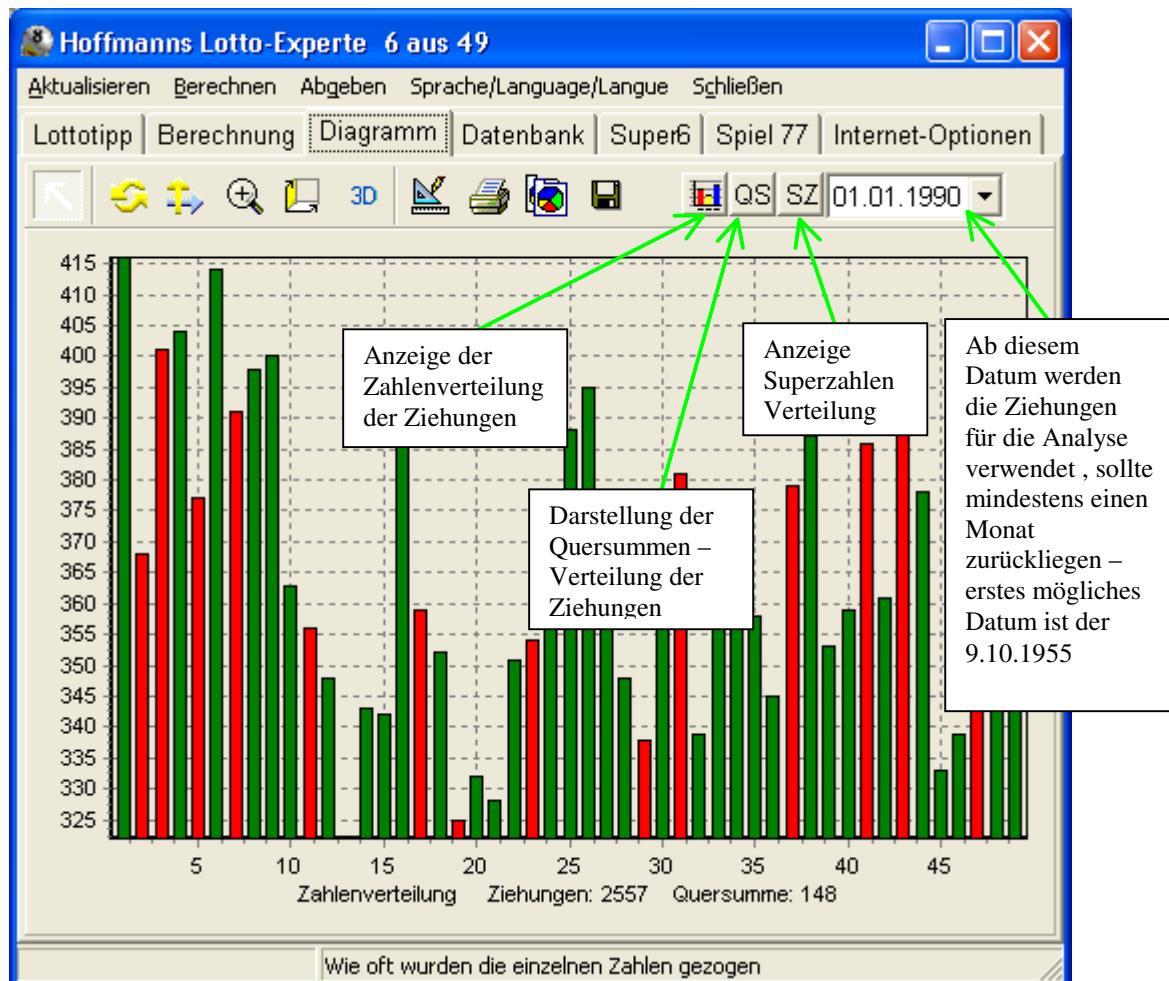 Hoffmanns Lotto-Experte 6 aus 49
Aktualisieren Berechnen Abgeben Sprache/Language/Langue Schließen
Lottotipp Berechnung Diagramm Datenbank Super6 Spiel 77 Internet-Optionen
3D QS SZ 01.01.1990
415
410
405
400
395
390
385
380
375
370
365
360
355
350
345
340
335
330
325
Anzeige der
Zahlenverteilung
der Ziehungen
Anzeige
Superzahlen
Verteilung
Ab diesem
Datum werden
die Ziehungen
für die Analyse
verwendet , sollte
mindestens einen
Monat
zurückliegen –
erstes mögliches
Datum ist der
9.10.1955
Darstellung der
Quersummen –
Verteilung der
Ziehungen
5 10 15 20 25 30 35 40 45
Zahlenverteilung Ziehungen: 2557 Quersumme: 148
Wie oft wurden die einzelnen Zahlen gezogen